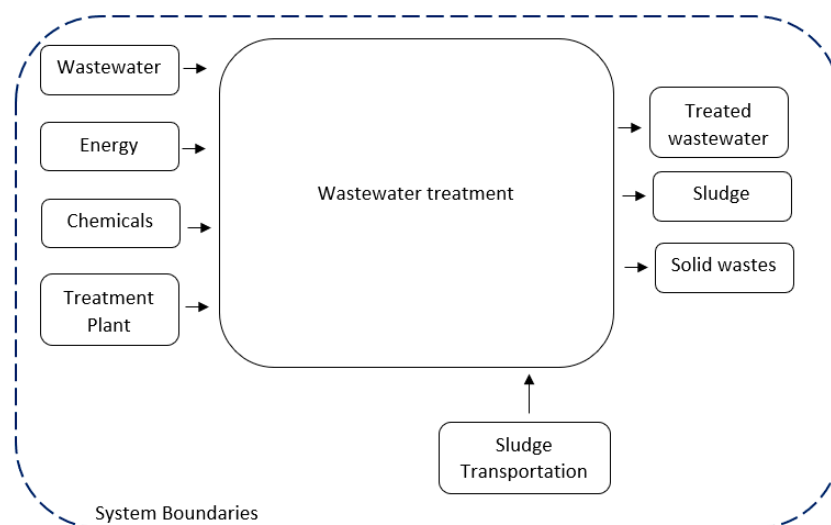 Wastewater
Energy
Chemicals
Treatment
Plant
Wastewater treatment
Treated
wastewater
Sludge
Solid wastes
Sludge
Transportation
System Boundaries